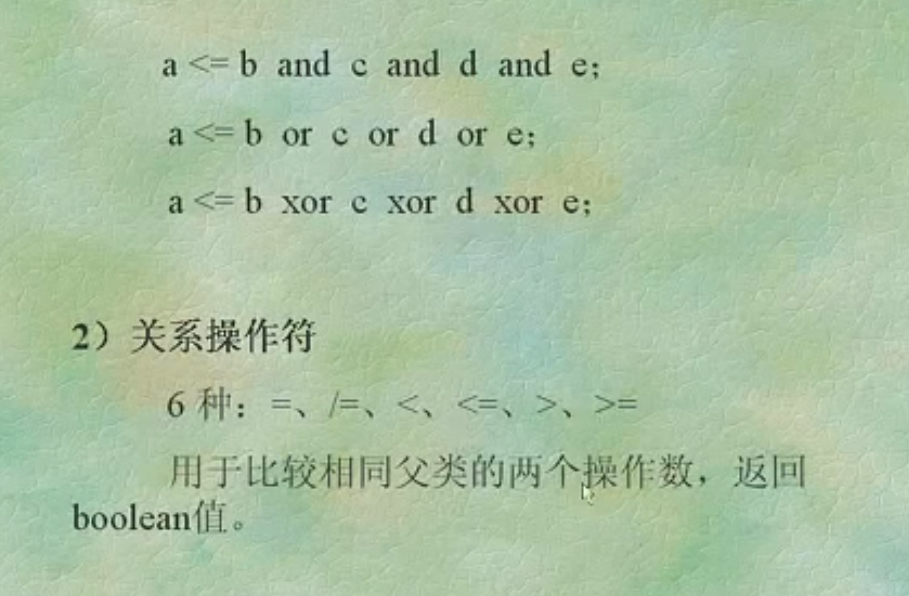 a <= b and c and d and e;
a <= b or c or d or e;
a <= b xor c xor d xor e;
2）关系操作符
6 种：=、/=、<、<=、>、>=
用于比较相同父类的两个操作数，返回
boolean值。